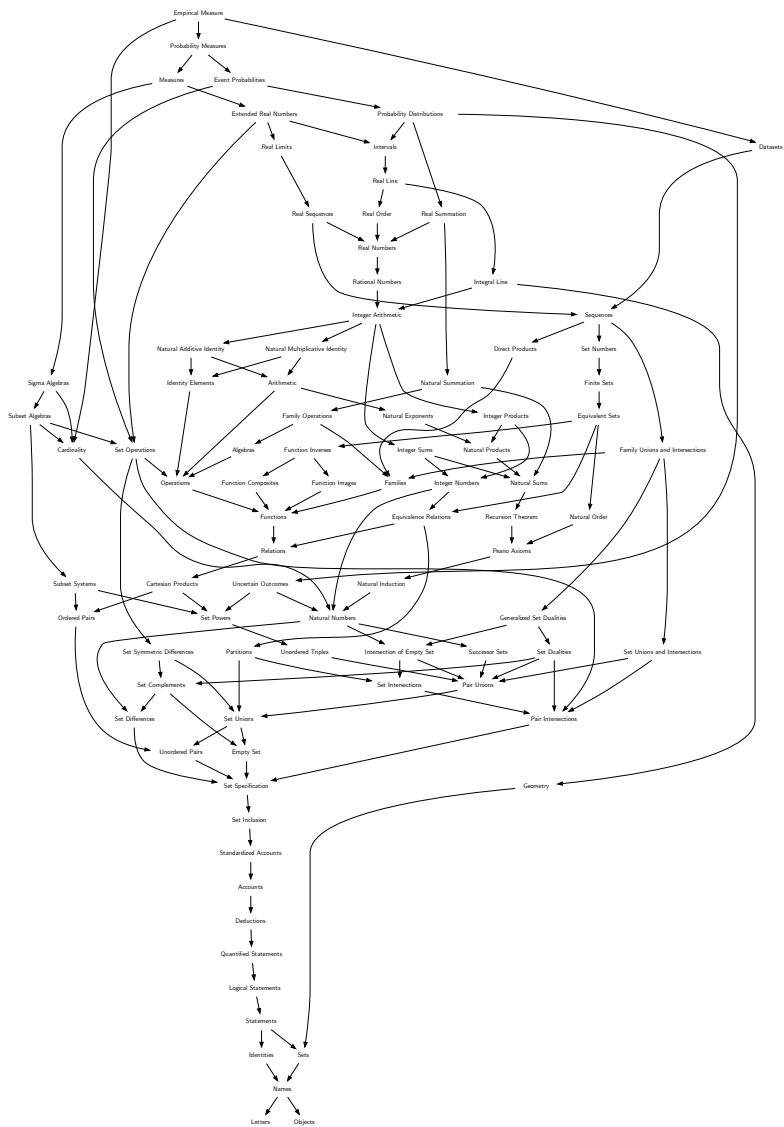 Empirical Measure
Probability Measures
Measures
Event Probabilities
Extended Real Numbers
Probability Distributions
Real Limits
Intervals
Datasets
Real Line
Real Sequences
Real Order
Real Summation
Real Numbers
Rational Numbers
Integral Line
Integer Arithmetic
Sequences
Natural Additive Identity
Natural Multiplicative Identity
Direct Products
Set Numbers
Sigma Algebras
Identity Elements
Arithmetic
Natural Summation
Finite Sets
Subset Algebras
Family Operations
Natural Exponents
Integer Products
Equivalent Sets
Cardinality
Set Operations
Algebras
Function Inverses
Integer Sums
Natural Products
Family Unions and Intersections
Operations
Function Composites
Function Images
Families
Integer Numbers
Natural Sums
Functions
Equivalence Relations
Recursion Theorem
Natural Order
Relations
Peano Axioms
Subset Systems
Cartesian Products
Uncertain Outcomes
Natural Induction
Ordered Pairs
Set Powers
Natural Numbers
Generalized Set Dualities
Set Symmetric Differences
Partitions
Unordered Triples
Intersection of Empty Set
Successor Sets
Set Dualities
Set Unions and Intersections
Set Complements
Set Intersections
Pair Unions
Set Differences
Set Unions
Pair Intersections
Unordered Pairs
Empty Set
Set Specification
Geometry
Set Inclusion
Standardized Accounts
Accounts
Deductions
Quantified Statements
Logical Statements
Statements
Identities
Sets
Names
Letters
Objects